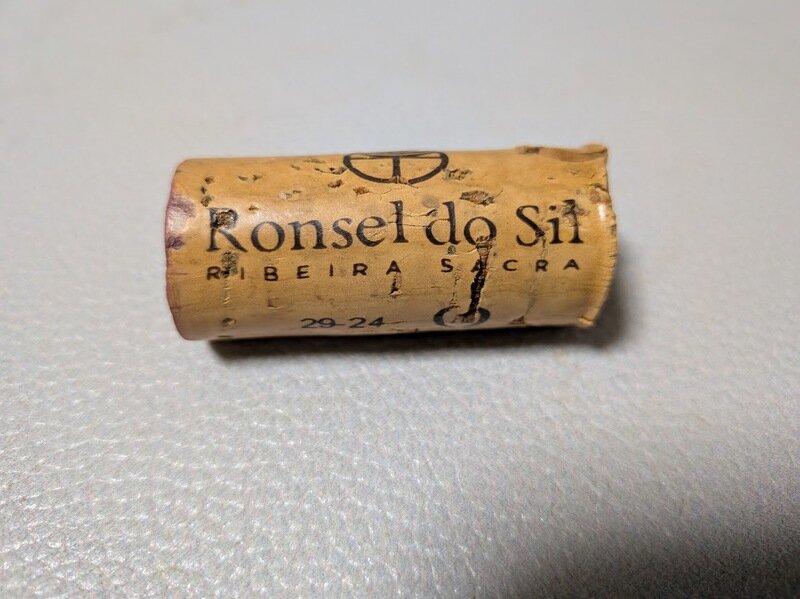 Ronsel do Sil
RIBEIRA SACRA
29-24